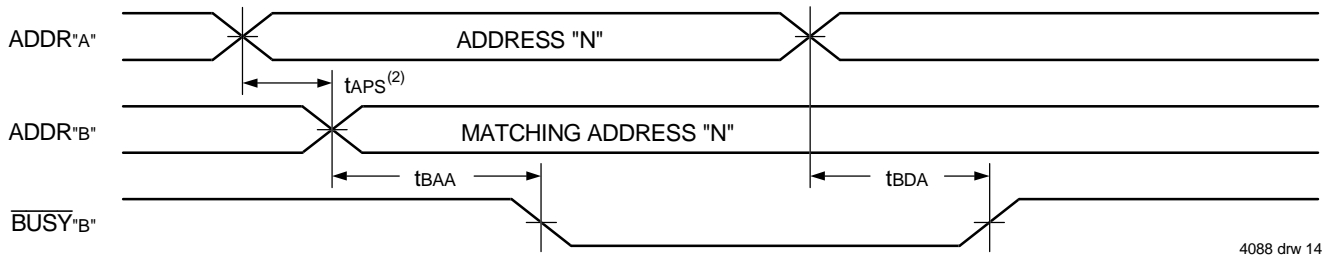 ADDR"A"
ADDRESS "N"
tAPS(2)
ADDR"B"
MATCHING ADDRESS "N"
tBAA
tBDA
BUSY"B"
4088 drw 14